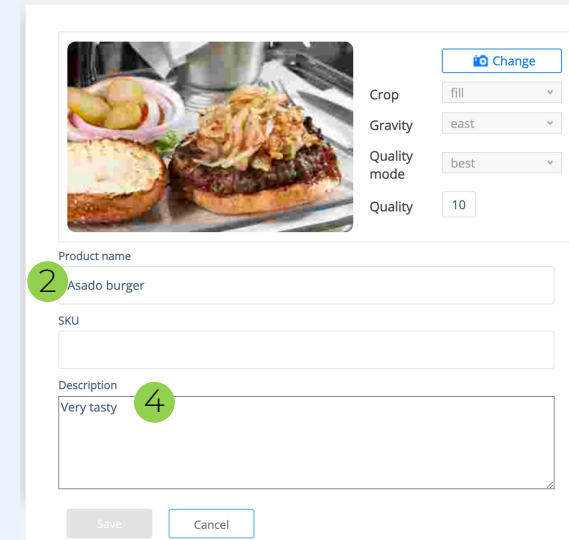 Change
Crop fill
Gravity east
Quality mode best
Quality 10
Product name
2 Asado burger
SKU
Description
Very tasty 4
Save Cancel